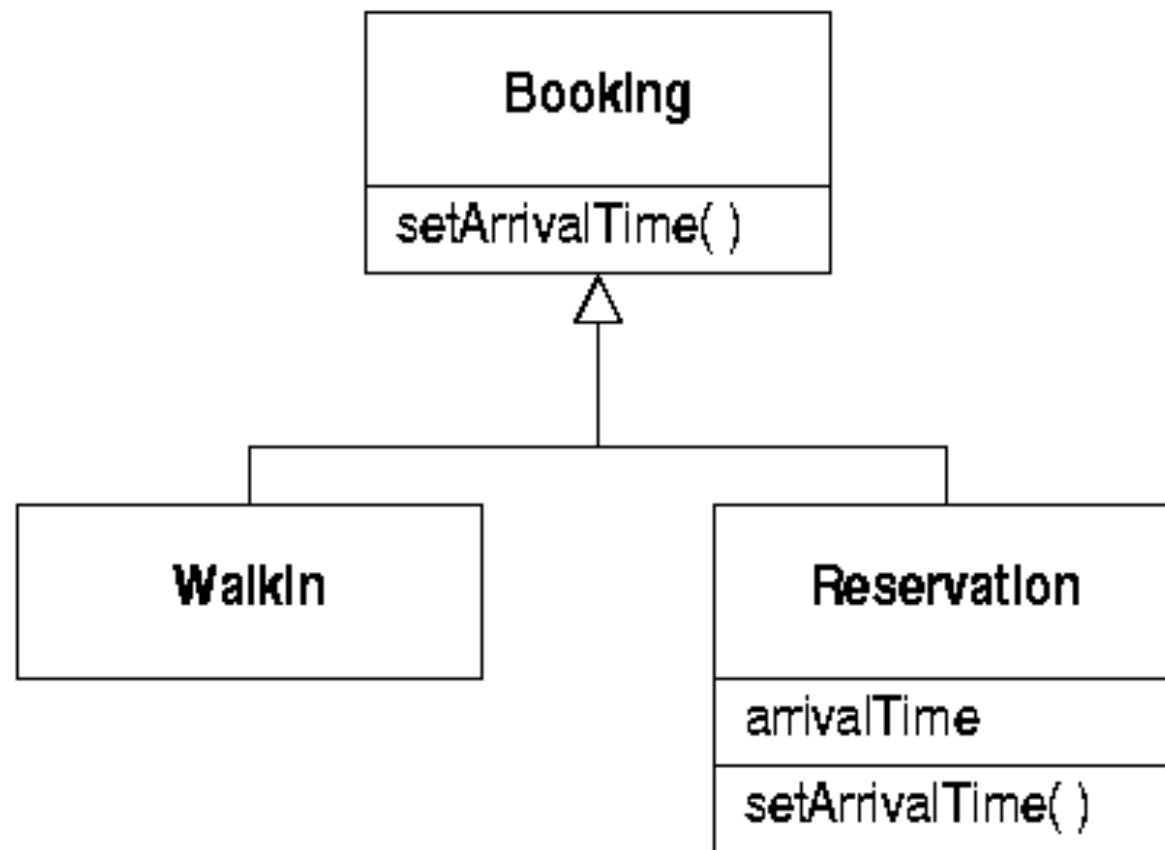 Booking
setArrivalTime( )
WalkIn
Reservation
arrivalTime
setArrivalTime( )